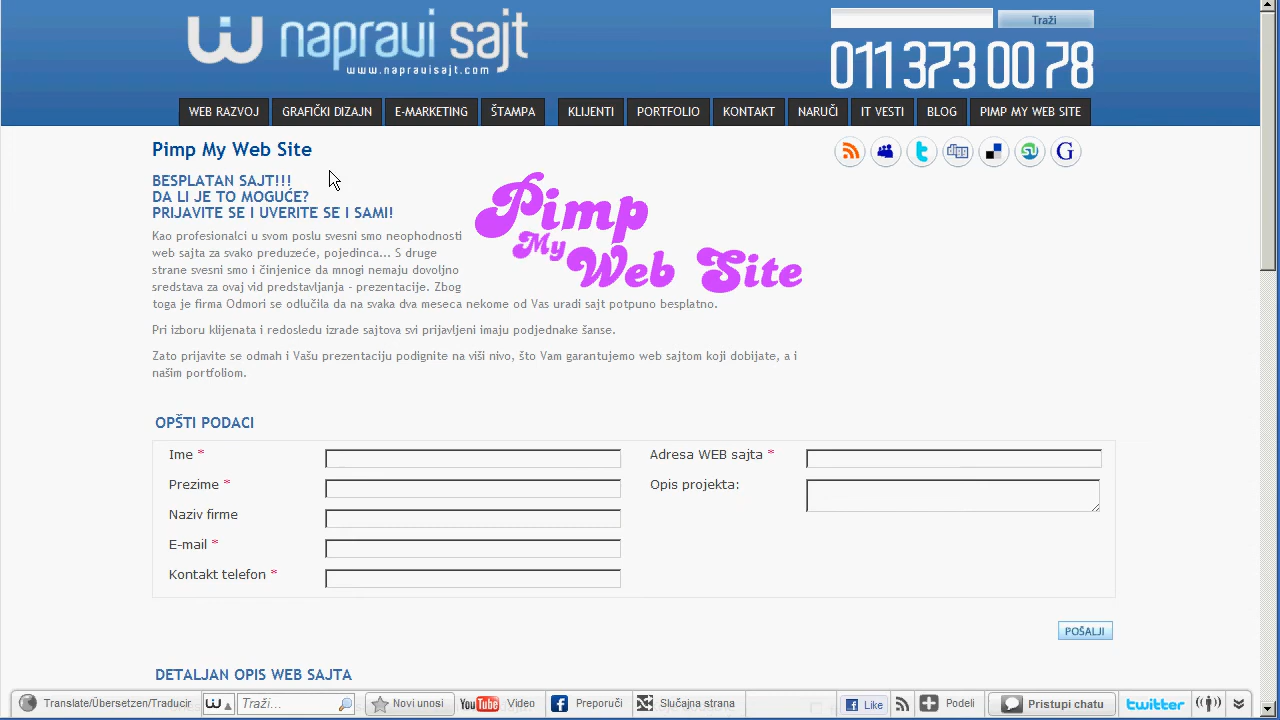 napravi sajt
www.napravisajt.com
Traži
011 373 00 78
WEB RAZVOJ GRAFIČKI DIZAJN E-MARKETING ŠTAMPA KLIJENTI PORTFOLIO KONTAKT NARUČI IT VESTI BLOG PIMP MY WEB SITE
Pimp My Web Site
BESPLATAN SAJT!!!
DA LI JE TO MOGUĆE?
PRIJAVITE SE I UVERITE SE I SAMI!
Pimp
My
Web Site
Kao profesionalci u svom poslu svesni smo neophodnosti
web sajta za svako preduzeće, pojedinca... S druge
strane svesni smo i činjenice da mnogi nemaju dovoljno
sredstava za ovaj vid predstavljanja - prezentacije. Zbog
toga je firma Odmori se odlučila da na svaka dva meseca nekome od Vas uradi sajt potpuno besplatno.
Pri izboru klijenata i redosledu izrade sajtova svi prijavljeni imaju podjednake šanse.
Zato prijavite se odmah i Vašu prezentaciju podignite na viši nivo, što Vam garantujemo web sajtom koji dobijate, a i
našim portfoliom.
OPŠTI PODACI
Ime *
Prezime *
Naziv firme
E-mail *
Kontakt telefon *
Adresa WEB sajta *
Opis projekta:
POŠALJI
DETALJAN OPIS WEB SAJTA
Translate/Übersetzen/Traducir Traži... Novi unosi YouTube Video Preporuči Slučajna strana Like Podeli Pristupi chatu twitter